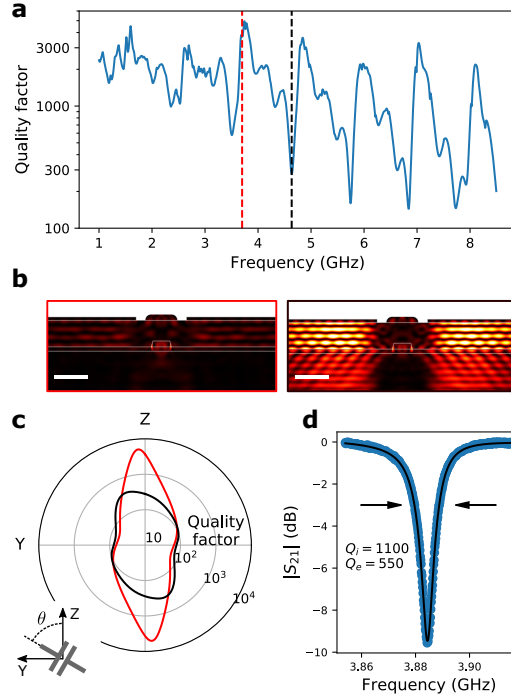 a
3000
1000
300
100
Quality factor
1 2 3 4 5 6 7 8
Frequency (GHz)
b
c
Z
Y
Quality
factor
10
10²
10³
10⁴
θ
Z
Y
d
0
−2
−4
−6
−8
−10
|S₂₁| (dB)
Qᵢ = 1100
Qₑ = 550
3.86 3.88 3.90
Frequency (GHz)